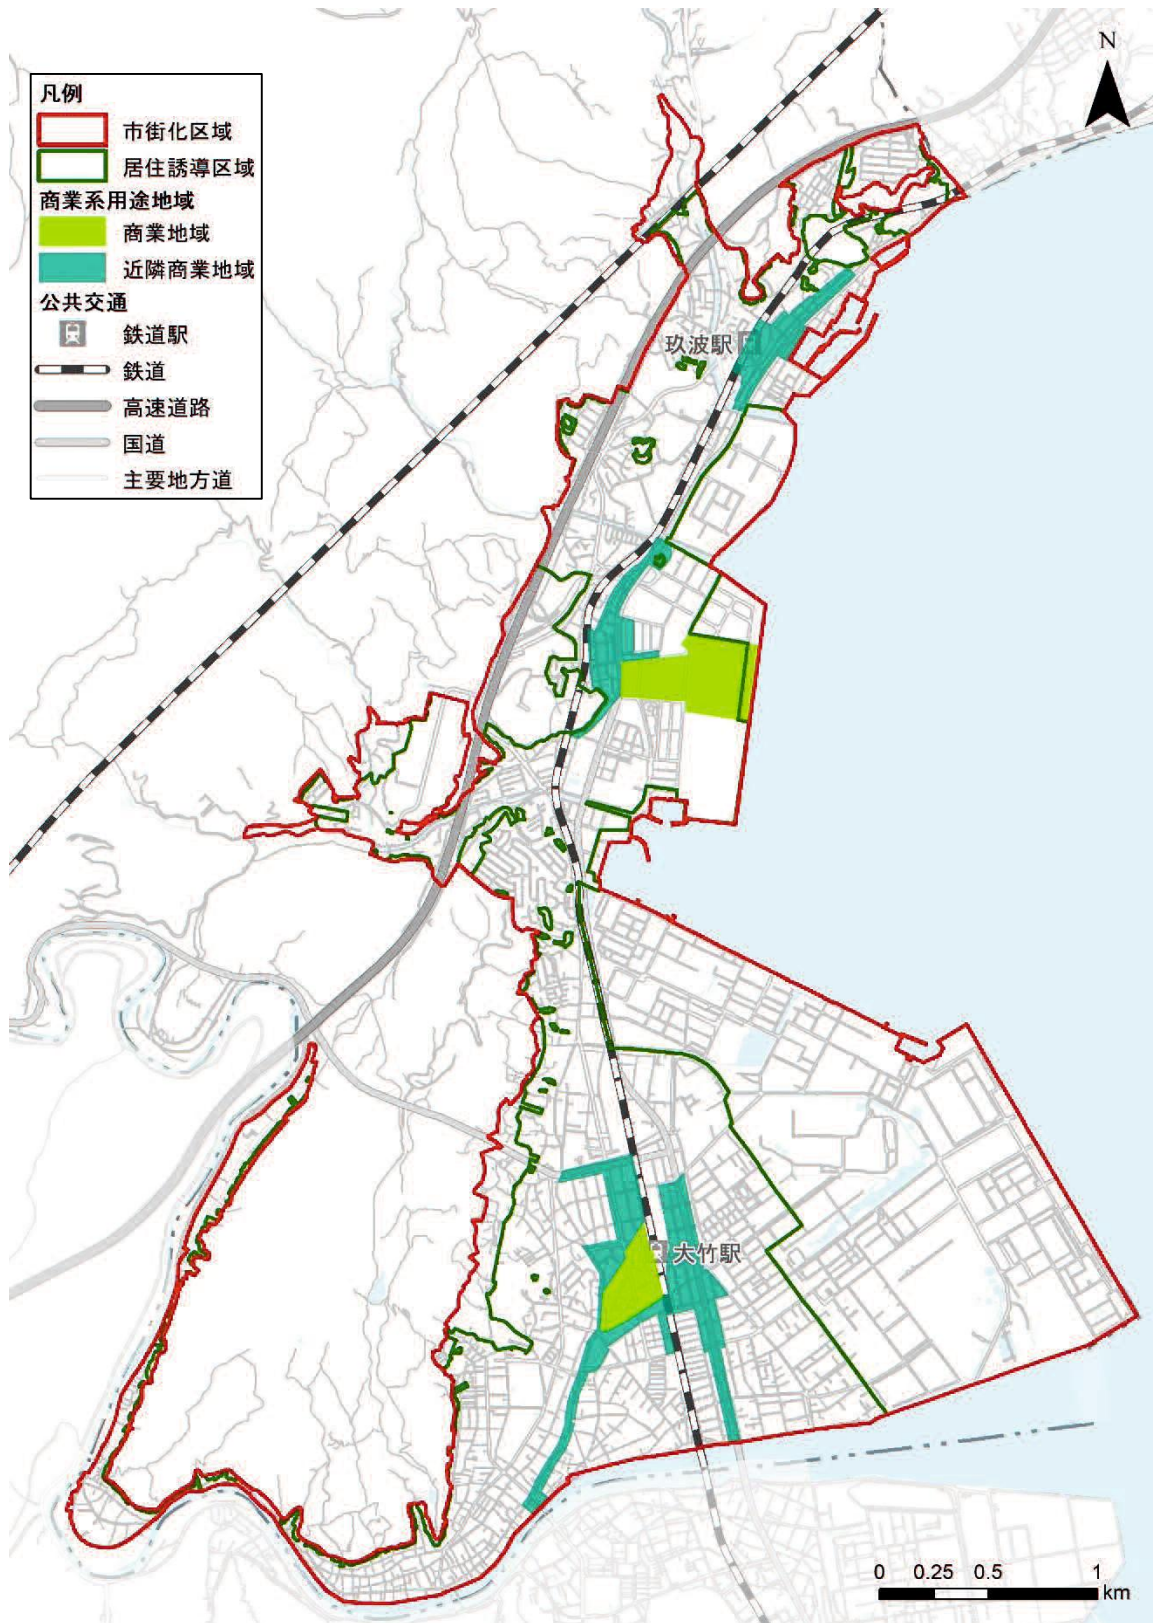 凡例
市街化区域
居住誘導区域
商業系用途地域
商業地域
近隣商業地域
公共交通
鉄道駅
鉄道
高速道路
国道
主要地方道
N
玖波駅
大竹駅
0 0.25 0.5 1
km